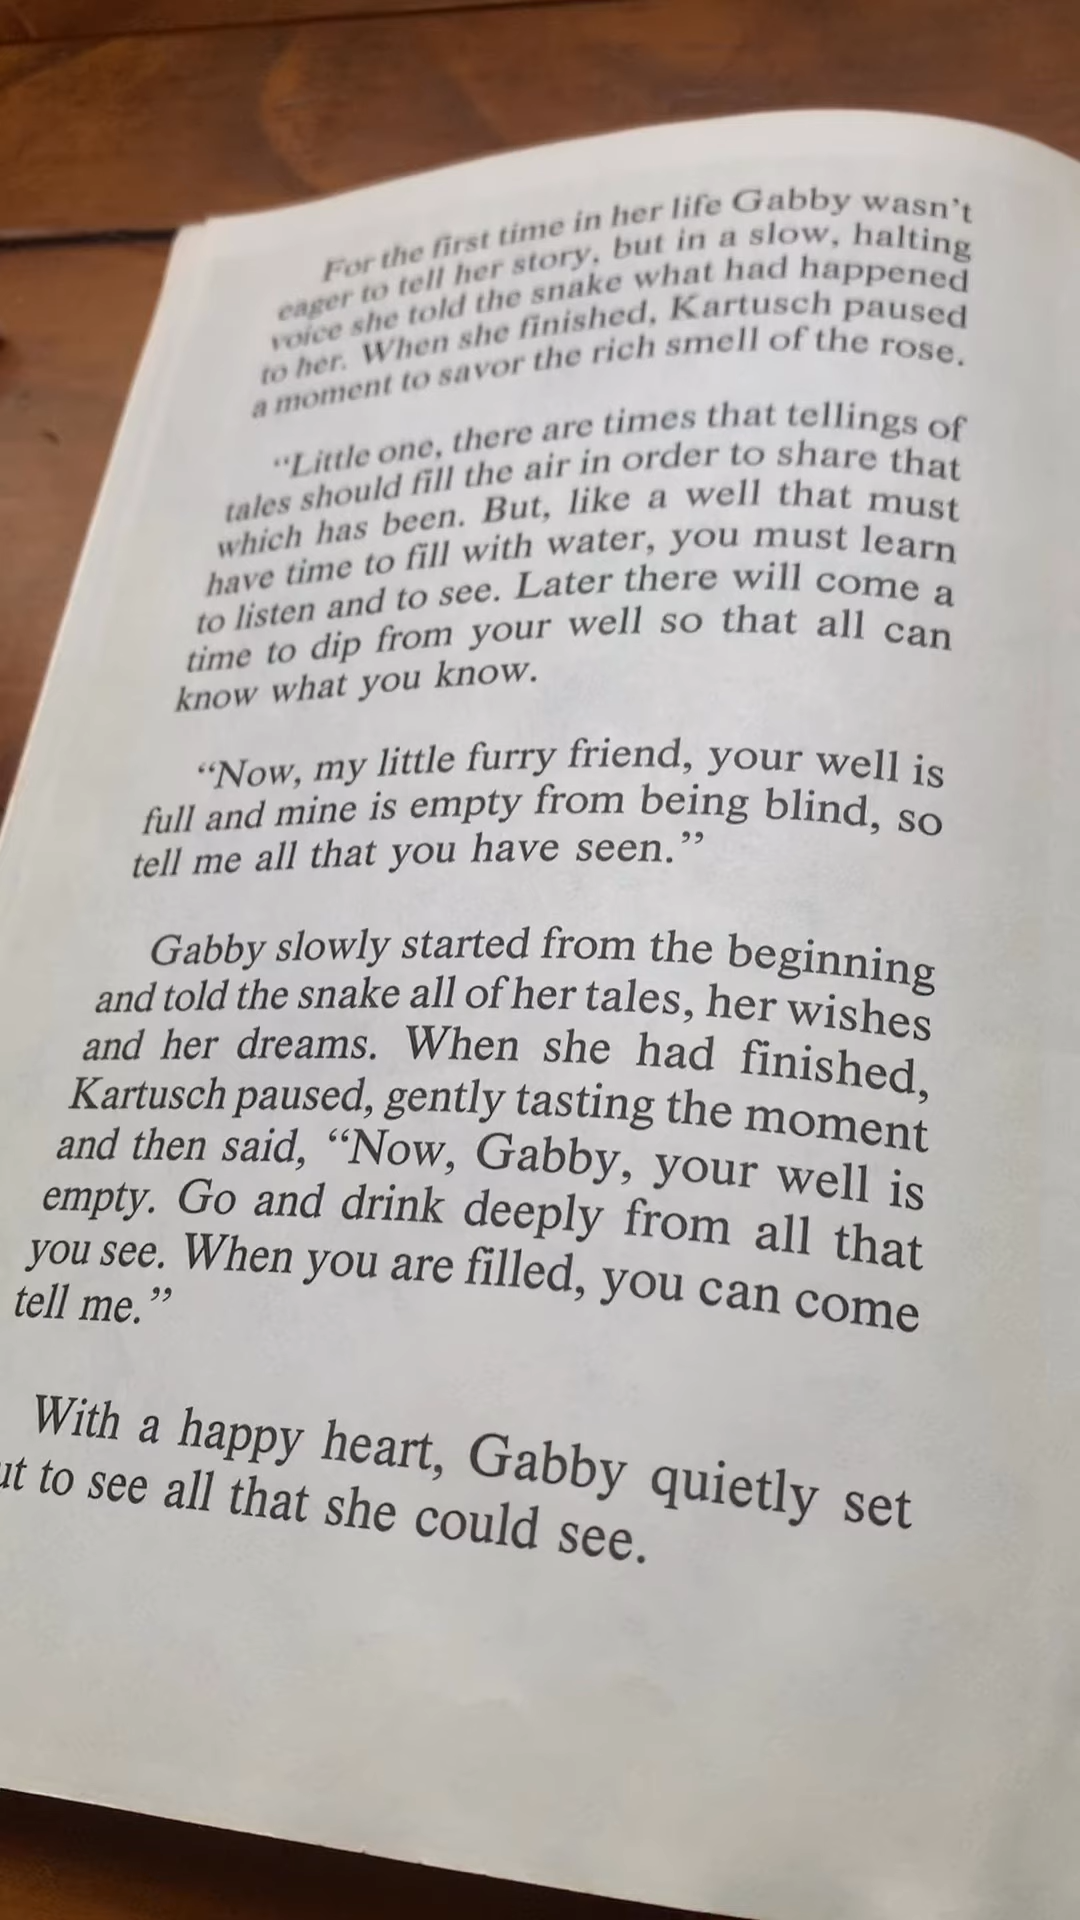 For the first time in her life Gabby wasn't
eager to tell her story, but in a slow, halting
voice she told the snake what had happened
to her. When she finished, Kartusch paused
a moment to savor the rich smell of the rose.
“Little one, there are times that tellings of
tales should fill the air in order to share that
which has been. But, like a well that must
have time to fill with water, you must learn
to listen and to see. Later there will come a
time to dip from your well so that all can
know what you know.
“Now, my little furry friend, your well is
full and mine is empty from being blind, so
tell me all that you have seen.”
Gabby slowly started from the beginning
and told the snake all of her tales, her wishes
and her dreams. When she had finished,
Kartusch paused, gently tasting the moment
and then said, “Now, Gabby, your well is
empty. Go and drink deeply from all that
you see. When you are filled, you can come
tell me.”
With a happy heart, Gabby quietly set
ut to see all that she could see.